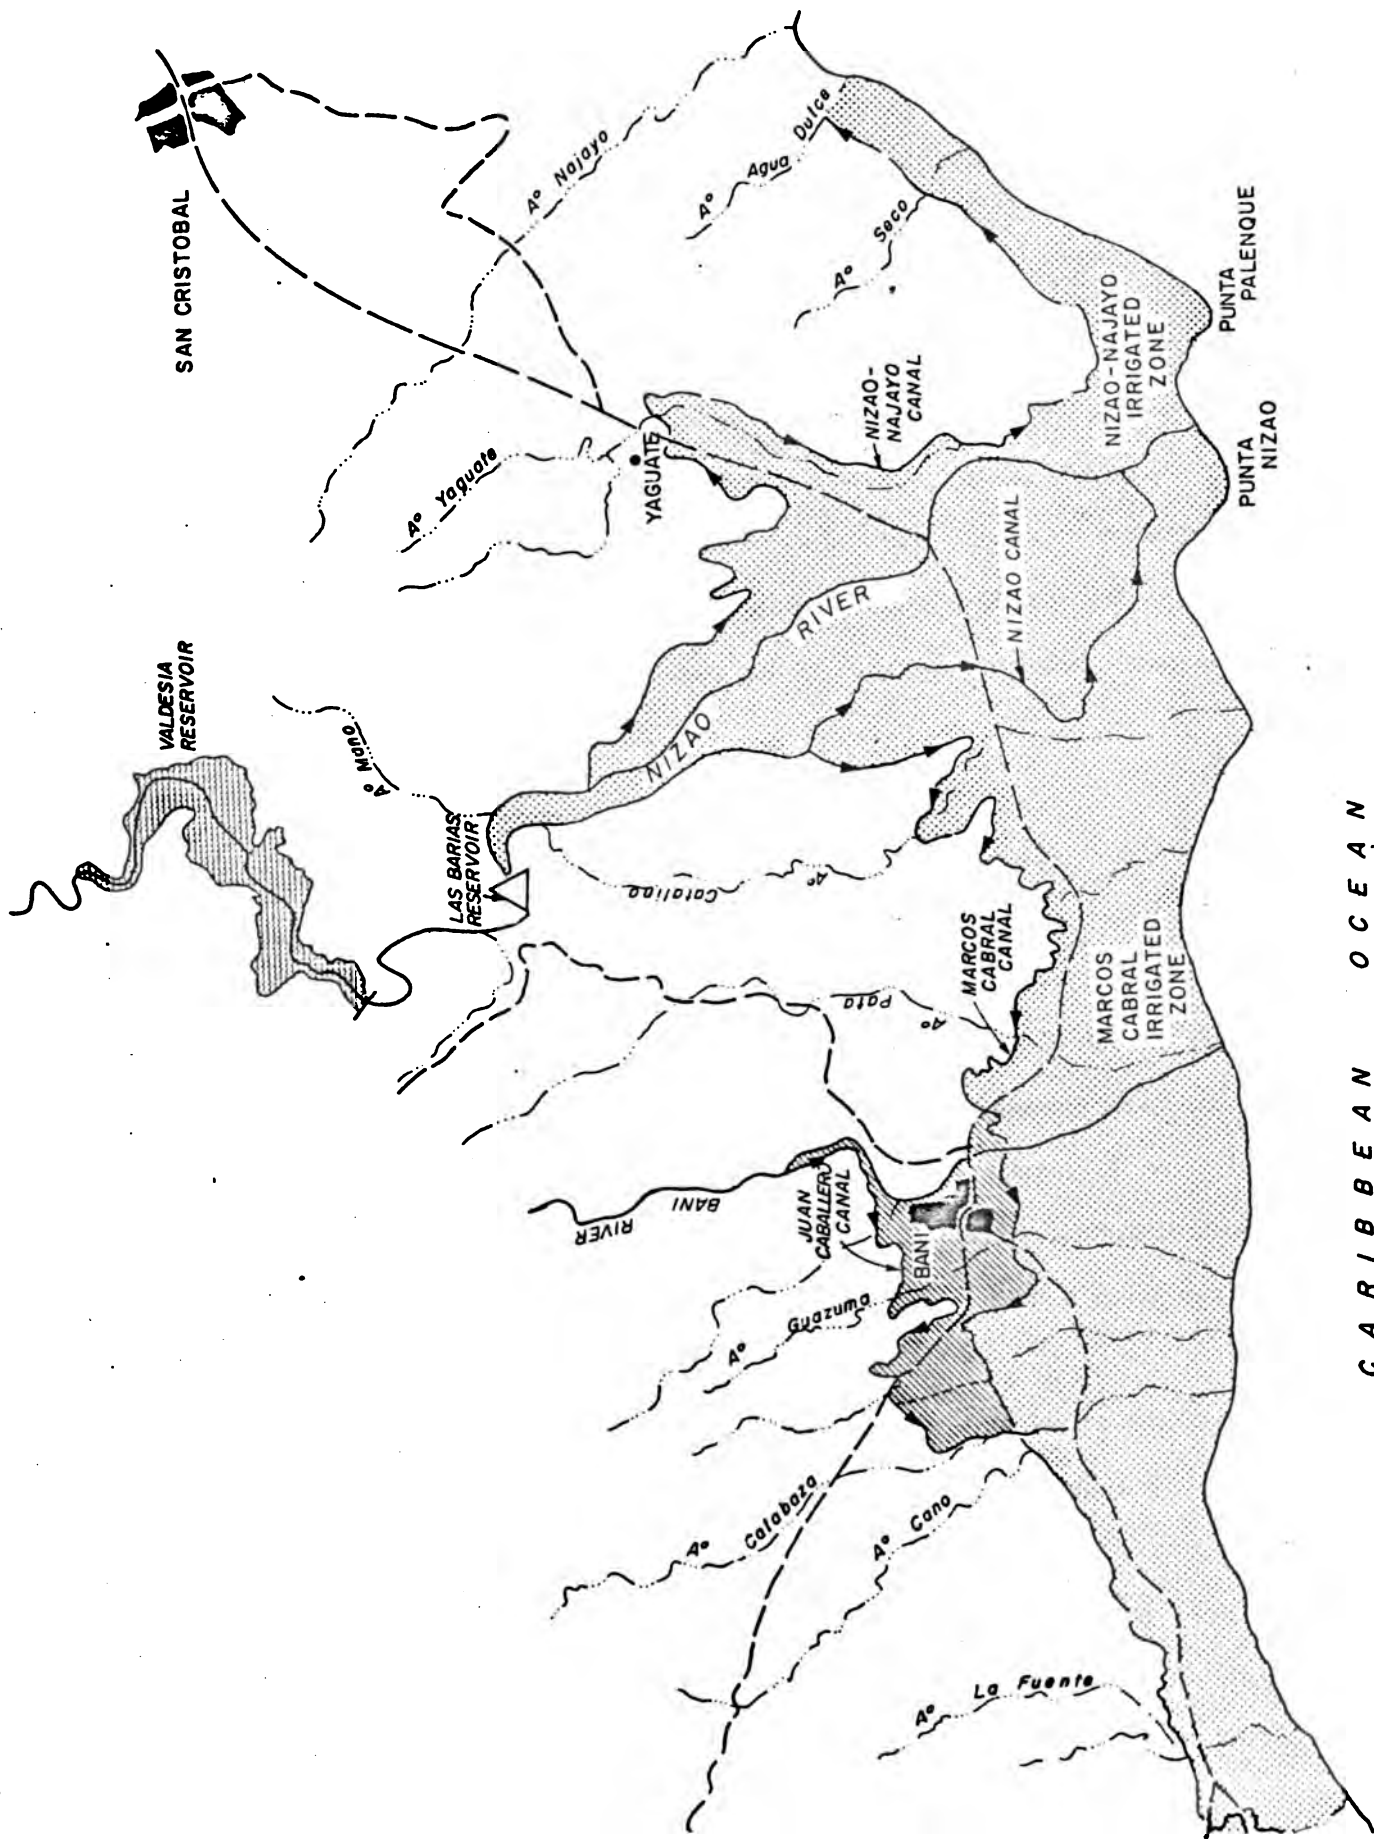 SAN CRISTOBAL
VALDESIA
RESERVOIR
Aº Najayo
Aº Agua Dulce
Aº Seco
Aº Yaguate
YAGUATE
Aº Mano
LAS BARIAS
RESERVOIR
NIZAO-
NAJAYO
CANAL
NIZAO-NAJAYO
IRRIGATED
ZONE
PUNTA
PALENQUE
PUNTA
NIZAO
NIZAO RIVER
NIZAO CANAL
Aº Catalina
Aº Pata
MARCOS
CABRAL
CANAL
MARCOS
CABRAL
IRRIGATED
ZONE
RIVER BANI
JUAN
CABALLERO
CANAL
BANI
Aº Guazuma
Aº Calabaza
Aº Cano
Aº La Fuente
CARIBBEAN OCEAN